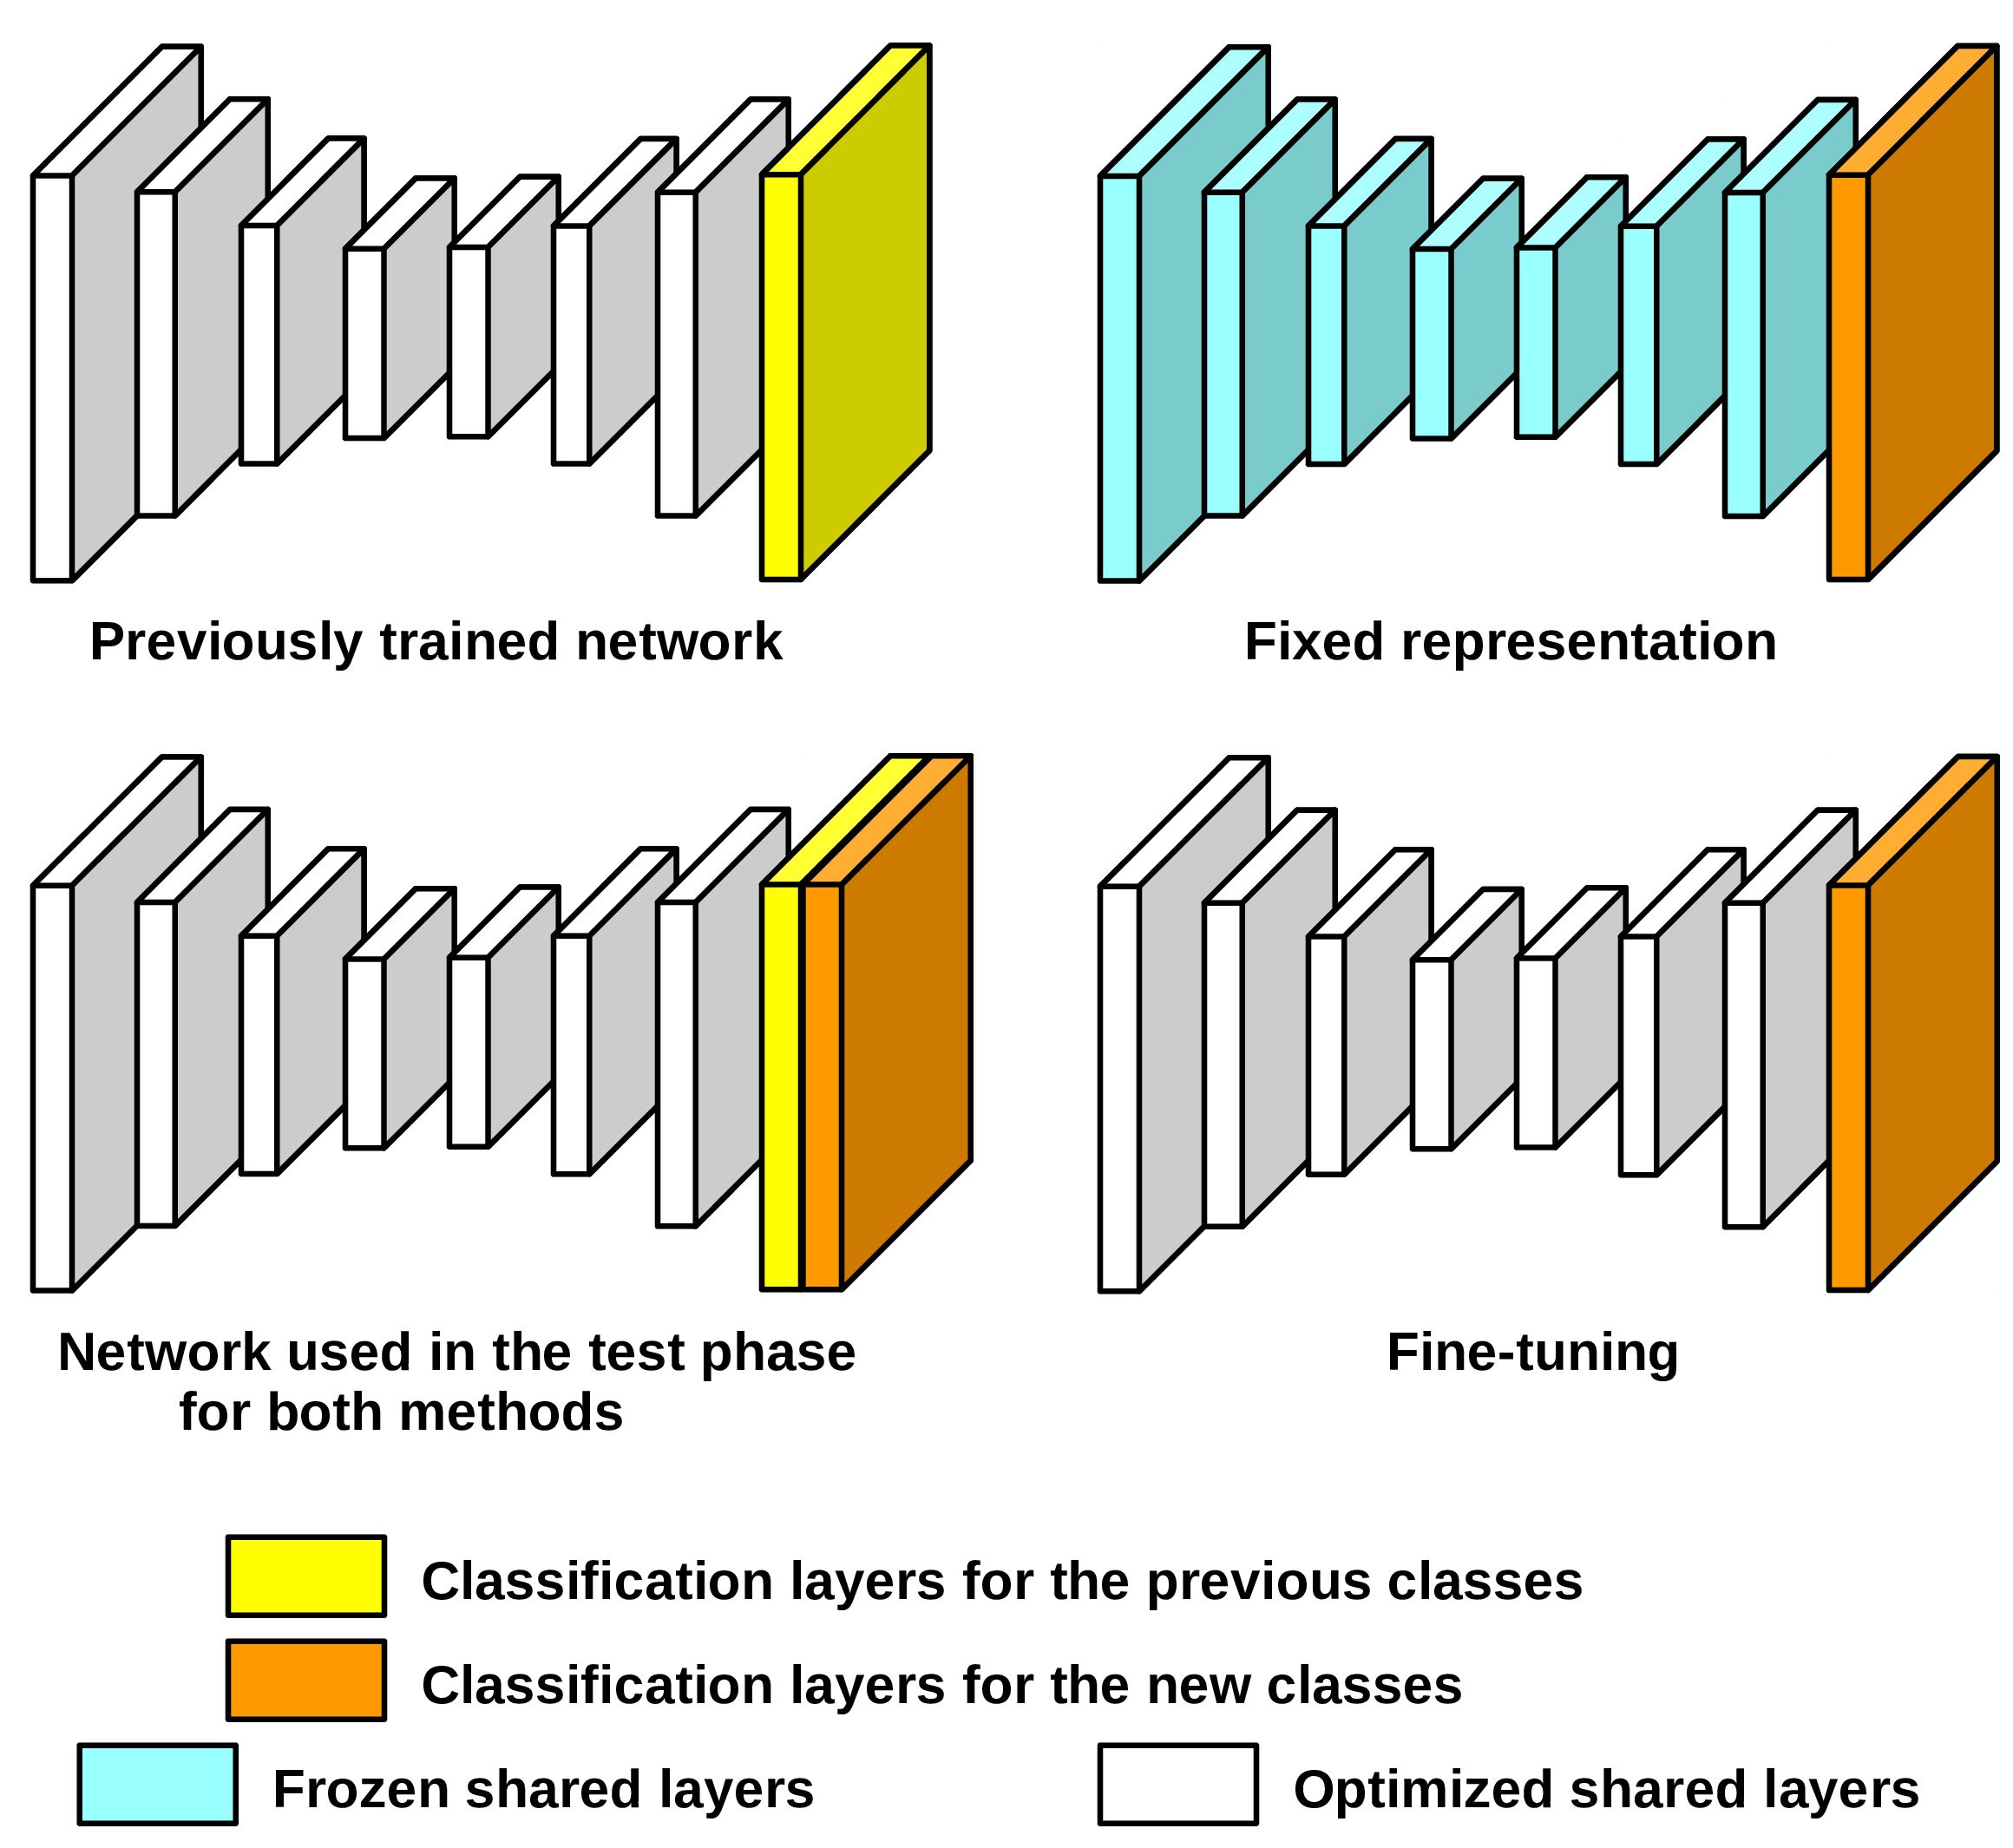 Previously trained network
Fixed representation
Network used in the test phase
for both methods
Fine-tuning
Classification layers for the previous classes
Classification layers for the new classes
Frozen shared layers
Optimized shared layers